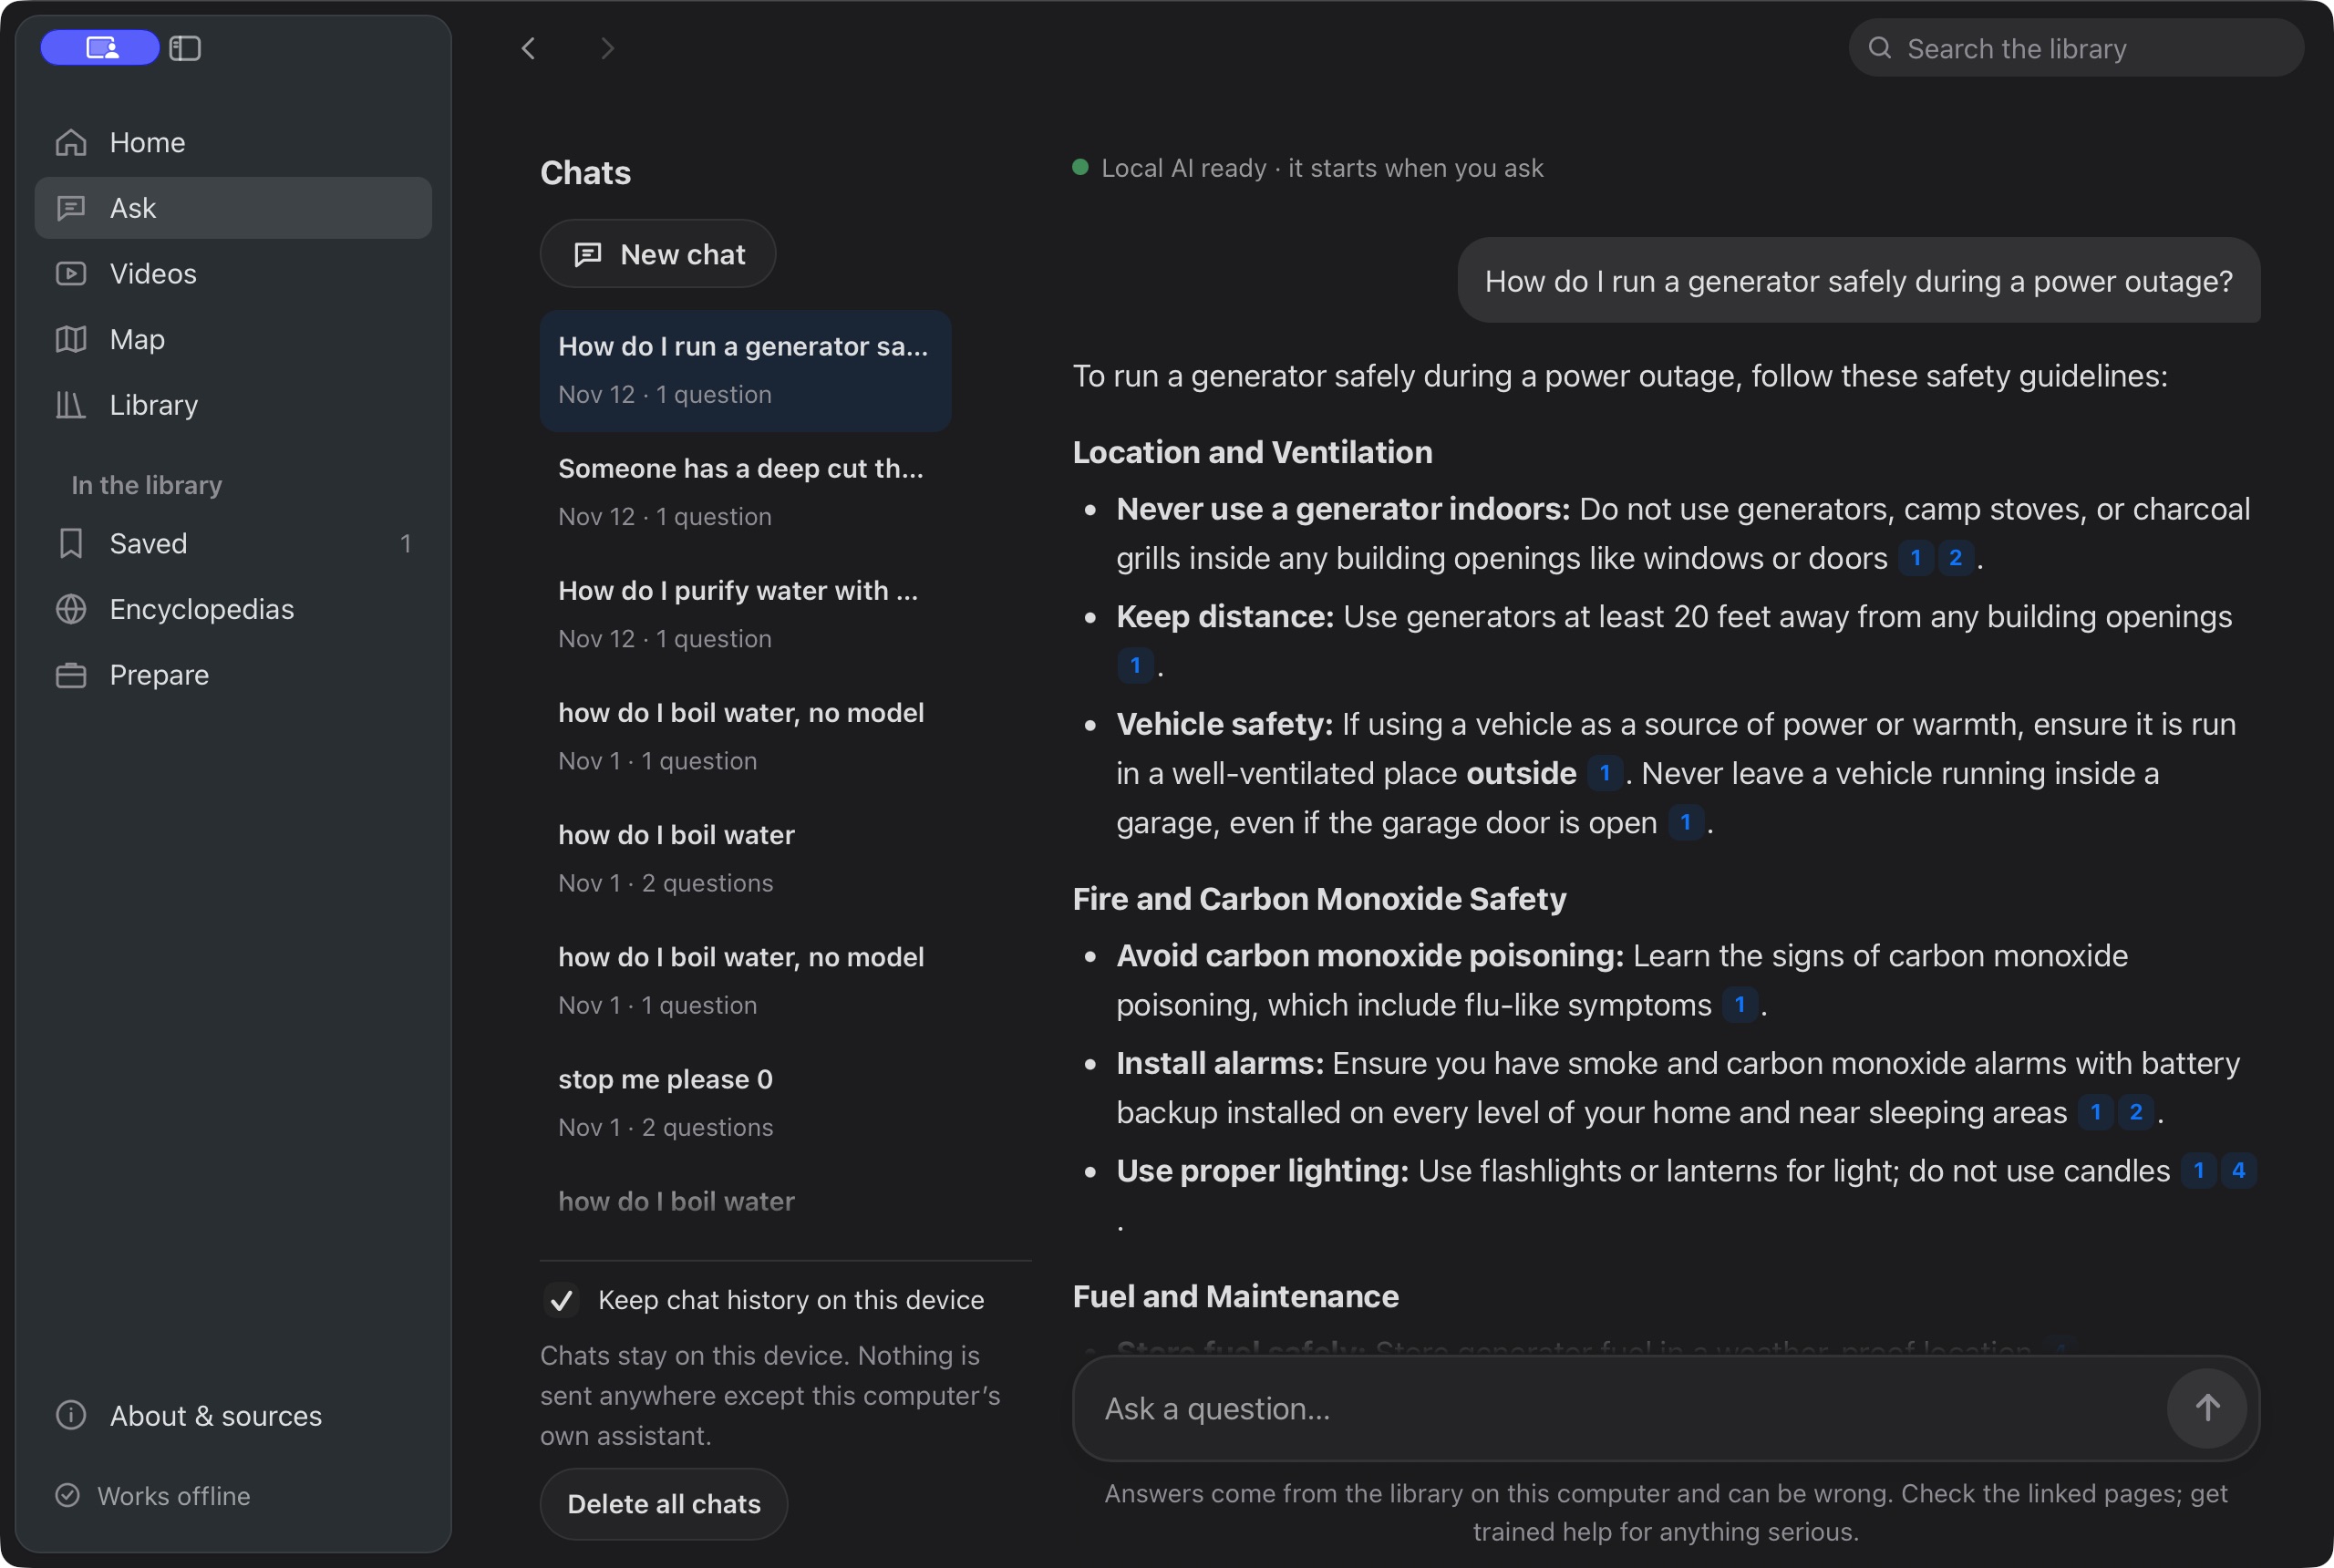 Search the library
Home
Ask
Videos
Map
Library
In the library
Saved 1
Encyclopedias
Prepare
About & sources
Works offline
Chats
New chat
How do I run a generator sa...
Nov 12 · 1 question
Someone has a deep cut th...
Nov 12 · 1 question
How do I purify water with ...
Nov 12 · 1 question
how do I boil water, no model
Nov 1 · 1 question
how do I boil water
Nov 1 · 2 questions
how do I boil water, no model
Nov 1 · 1 question
stop me please 0
Nov 1 · 2 questions
how do I boil water
Keep chat history on this device
Chats stay on this device. Nothing is
sent anywhere except this computer's
own assistant.
Delete all chats
Local AI ready · it starts when you ask
How do I run a generator safely during a power outage?
To run a generator safely during a power outage, follow these safety guidelines:
Location and Ventilation
• Never use a generator indoors: Do not use generators, camp stoves, or charcoal
grills inside any building openings like windows or doors 1 2 .
• Keep distance: Use generators at least 20 feet away from any building openings
1 .
• Vehicle safety: If using a vehicle as a source of power or warmth, ensure it is run
in a well-ventilated place outside 1 . Never leave a vehicle running inside a
garage, even if the garage door is open 1 .
Fire and Carbon Monoxide Safety
• Avoid carbon monoxide poisoning: Learn the signs of carbon monoxide
poisoning, which include flu-like symptoms 1 .
• Install alarms: Ensure you have smoke and carbon monoxide alarms with battery
backup installed on every level of your home and near sleeping areas 1 2 .
• Use proper lighting: Use flashlights or lanterns for light; do not use candles 1 4
.
Fuel and Maintenance
• Store fuel safely: Store generator fuel in a weather-proof location
Ask a question...
Answers come from the library on this computer and can be wrong. Check the linked pages; get
trained help for anything serious.